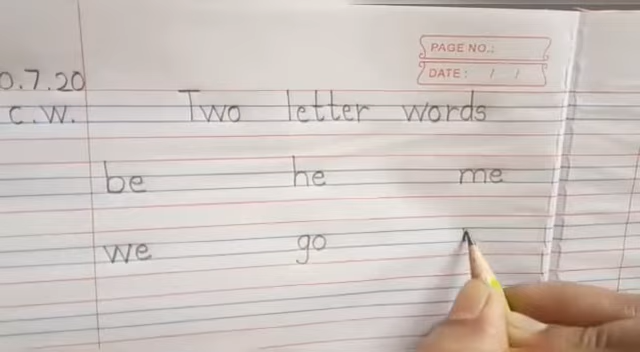 PAGE NO.:
DATE: / /
0.7.20
C.W. Two letter words
be he me
we go